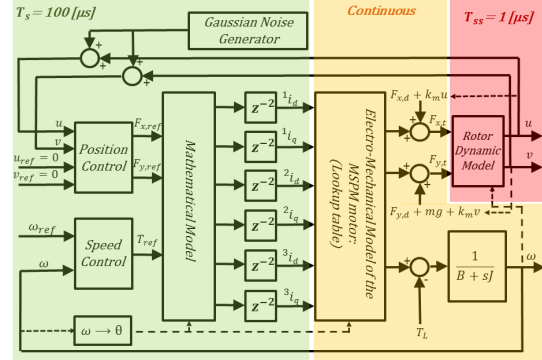 T_s = 100 [μs]
Continuous
T_ss = 1 [μs]
Gaussian Noise
Generator
+
+
+
+
u
v
u_ref = 0
v_ref = 0
Position
Control
F_x,ref
F_y,ref
ω_ref
ω
Speed
Control
T_ref
Mathematical Model
z⁻²
z⁻²
z⁻²
z⁻²
z⁻²
z⁻²
¹i_d
¹i_q
²i_d
²i_q
³i_d
³i_q
Electro-Mechanical Model of the
MSPM motor:
(Lookup table)
F_x,d + k_m u
F_x,t
+
+
F_y,t
+
+
F_y,d + mg + k_m v
Rotor
Dynamic
Model
u
v
+
-
T_L
1
B + sJ
ω
ω → θ